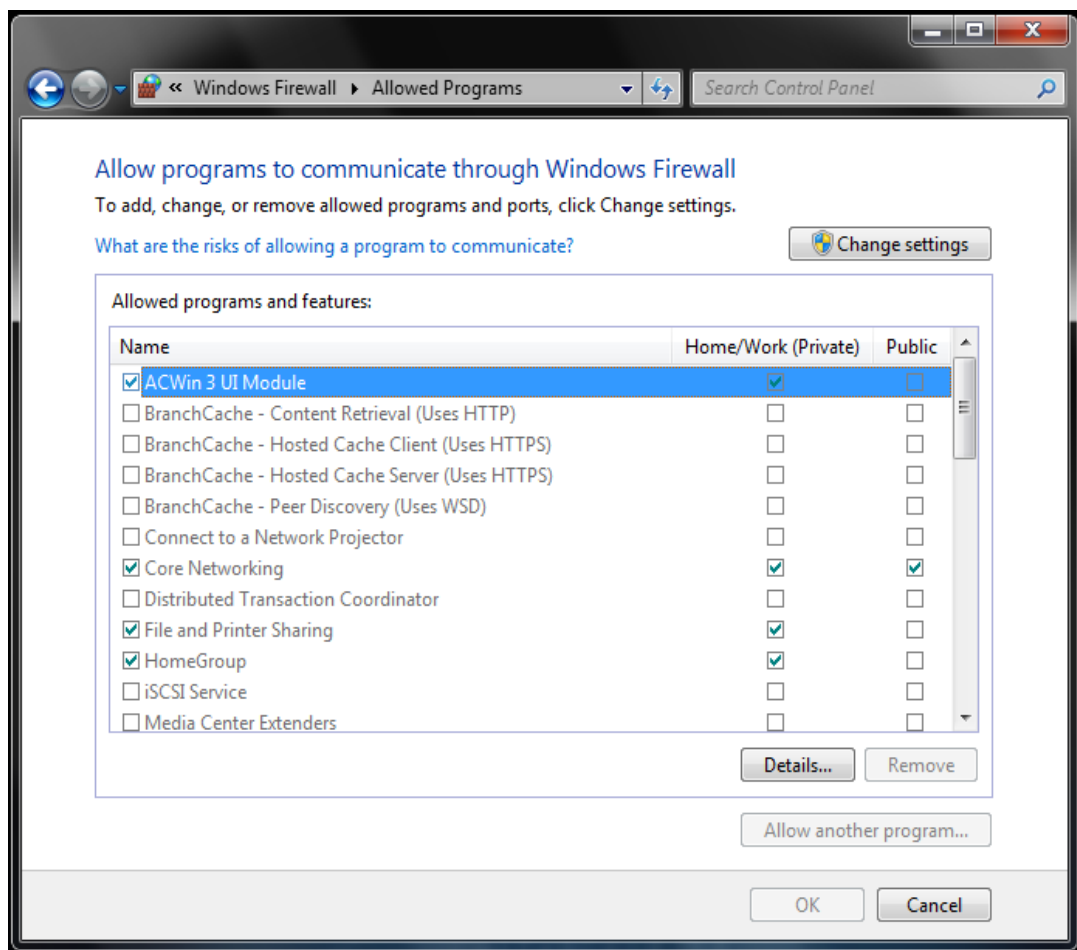 « Windows Firewall ▸ Allowed Programs
Search Control Panel
Allow programs to communicate through Windows Firewall
To add, change, or remove allowed programs and ports, click Change settings.
What are the risks of allowing a program to communicate?
Change settings
Allowed programs and features:
Name Home/Work (Private) Public
ACWin 3 UI Module
BranchCache - Content Retrieval (Uses HTTP)
BranchCache - Hosted Cache Client (Uses HTTPS)
BranchCache - Hosted Cache Server (Uses HTTPS)
BranchCache - Peer Discovery (Uses WSD)
Connect to a Network Projector
Core Networking
Distributed Transaction Coordinator
File and Printer Sharing
HomeGroup
iSCSI Service
Media Center Extenders
Details... Remove
Allow another program...
OK Cancel